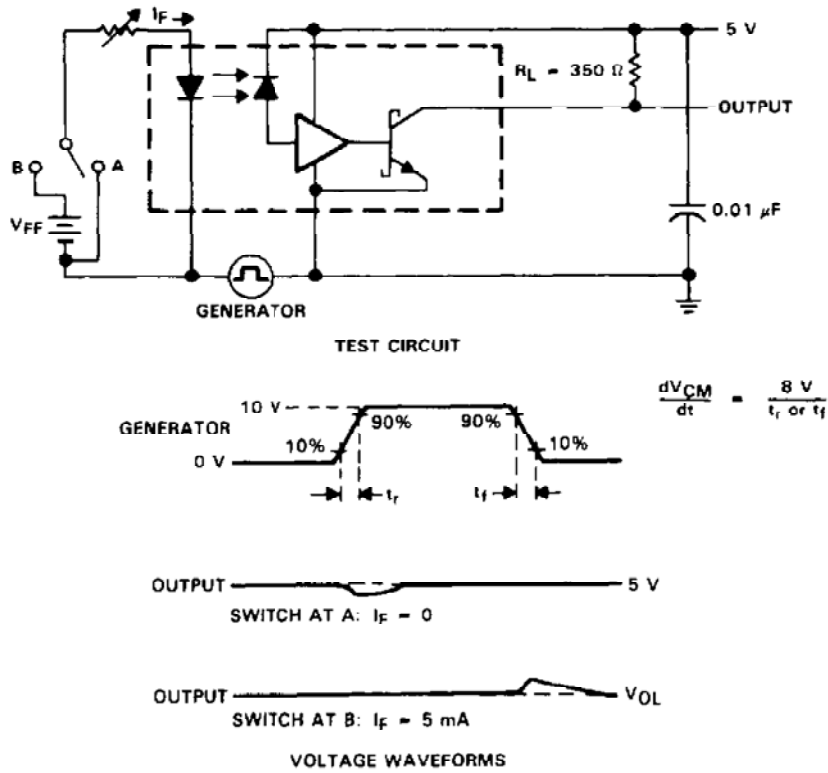 I_F
5 V
R_L = 350 Ω
OUTPUT
B
A
V_FF
0.01 μF
GENERATOR
TEST CIRCUIT
dV_CM / dt = 8 V / t_r or t_f
10 V
GENERATOR
90%
90%
10%
10%
0 V
t_r
t_f
OUTPUT
5 V
SWITCH AT A: I_F = 0
OUTPUT
V_OL
SWITCH AT B: I_F = 5 mA
VOLTAGE WAVEFORMS